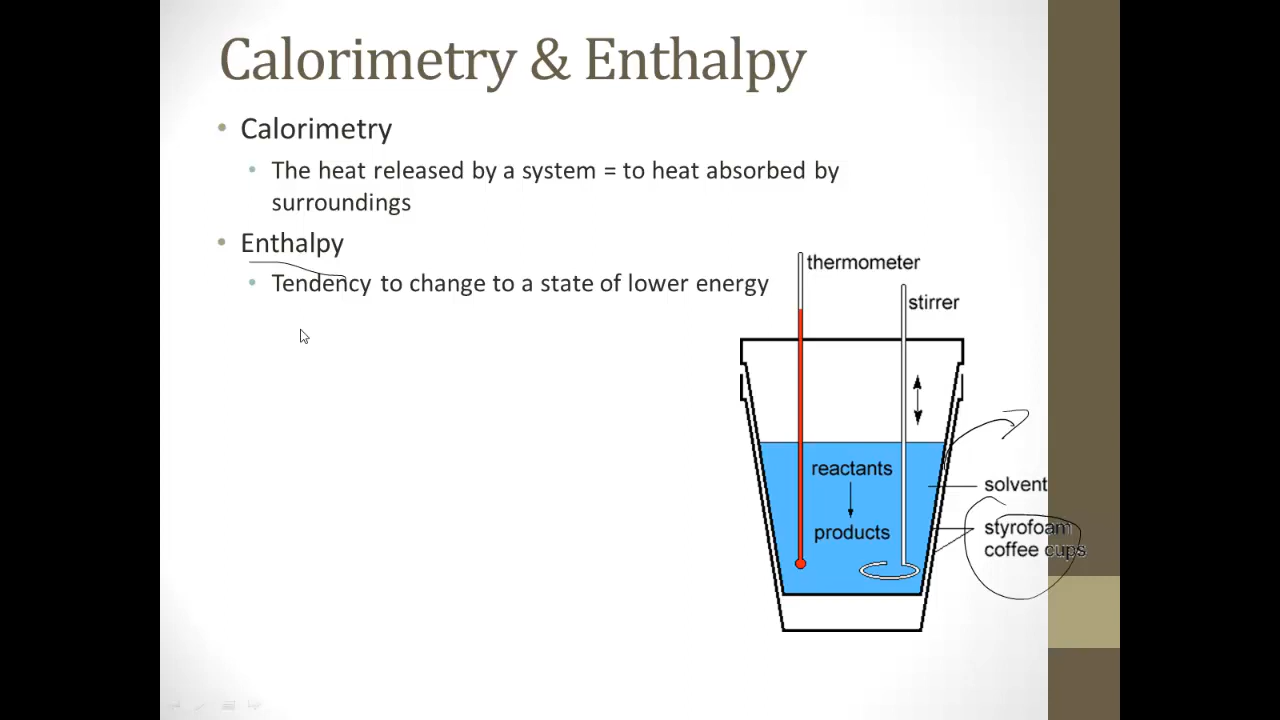 Calorimetry & Enthalpy
• Calorimetry
• The heat released by a system = to heat absorbed by
surroundings
• Enthalpy
• Tendency to change to a state of lower energy
thermometer
stirrer
reactants
products
solvent
styrofoam
coffee cups